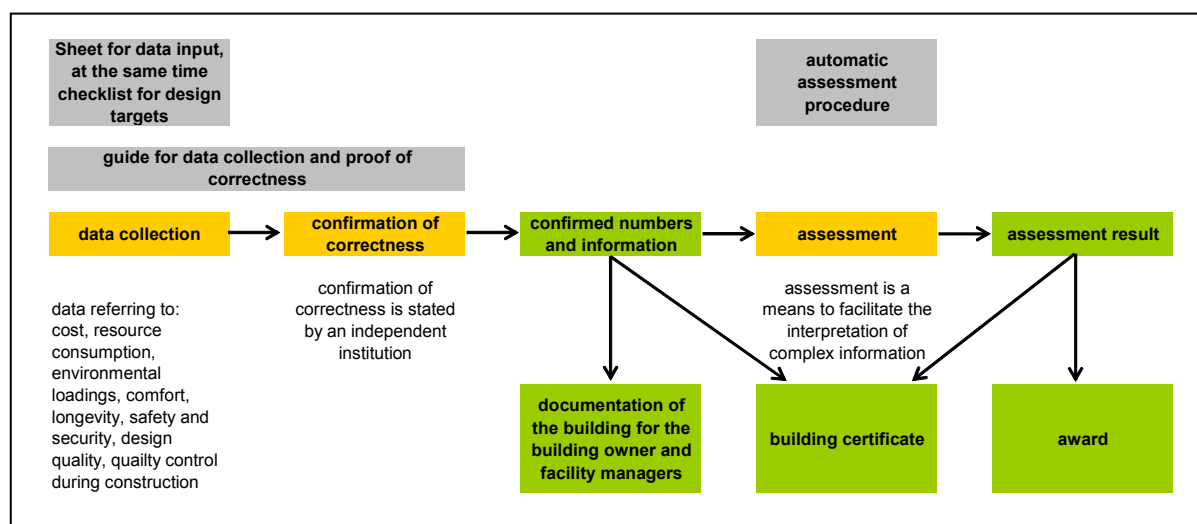 Sheet for data input,
at the same time
checklist for design
targets
automatic
assessment
procedure
guide for data collection and proof of
correctness
data collection
confirmation of
correctness
confirmed numbers
and information
assessment
assessment result
data referring to:
cost, resource
consumption,
environmental
loadings, comfort,
longevity, safety and
security, design
quality, quailty control
during construction
confirmation of
correctness is stated
by an independent
institution
assessment is a
means to facilitate the
interpretation of
complex information
documentation of
the building for the
building owner and
facility managers
building certificate
award